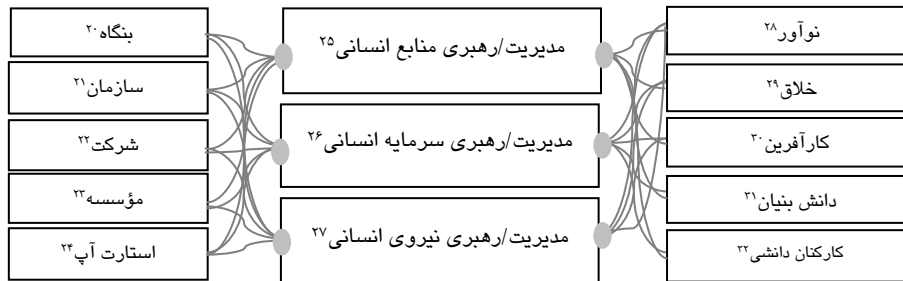 نوآور۲۸
خلاق۲۹
کارآفرین۳۰
دانش بنیان۳۱
کارکنان دانشی۳۲
مدیریت/رهبری منابع انسانی۲۵
مدیریت/رهبری سرمایه انسانی۲۶
مدیریت/رهبری نیروی انسانی۲۷
بنگاه۲۰
سازمان۲۱
شرکت۲۲
مؤسسه۲۳
استارت آپ۲۴